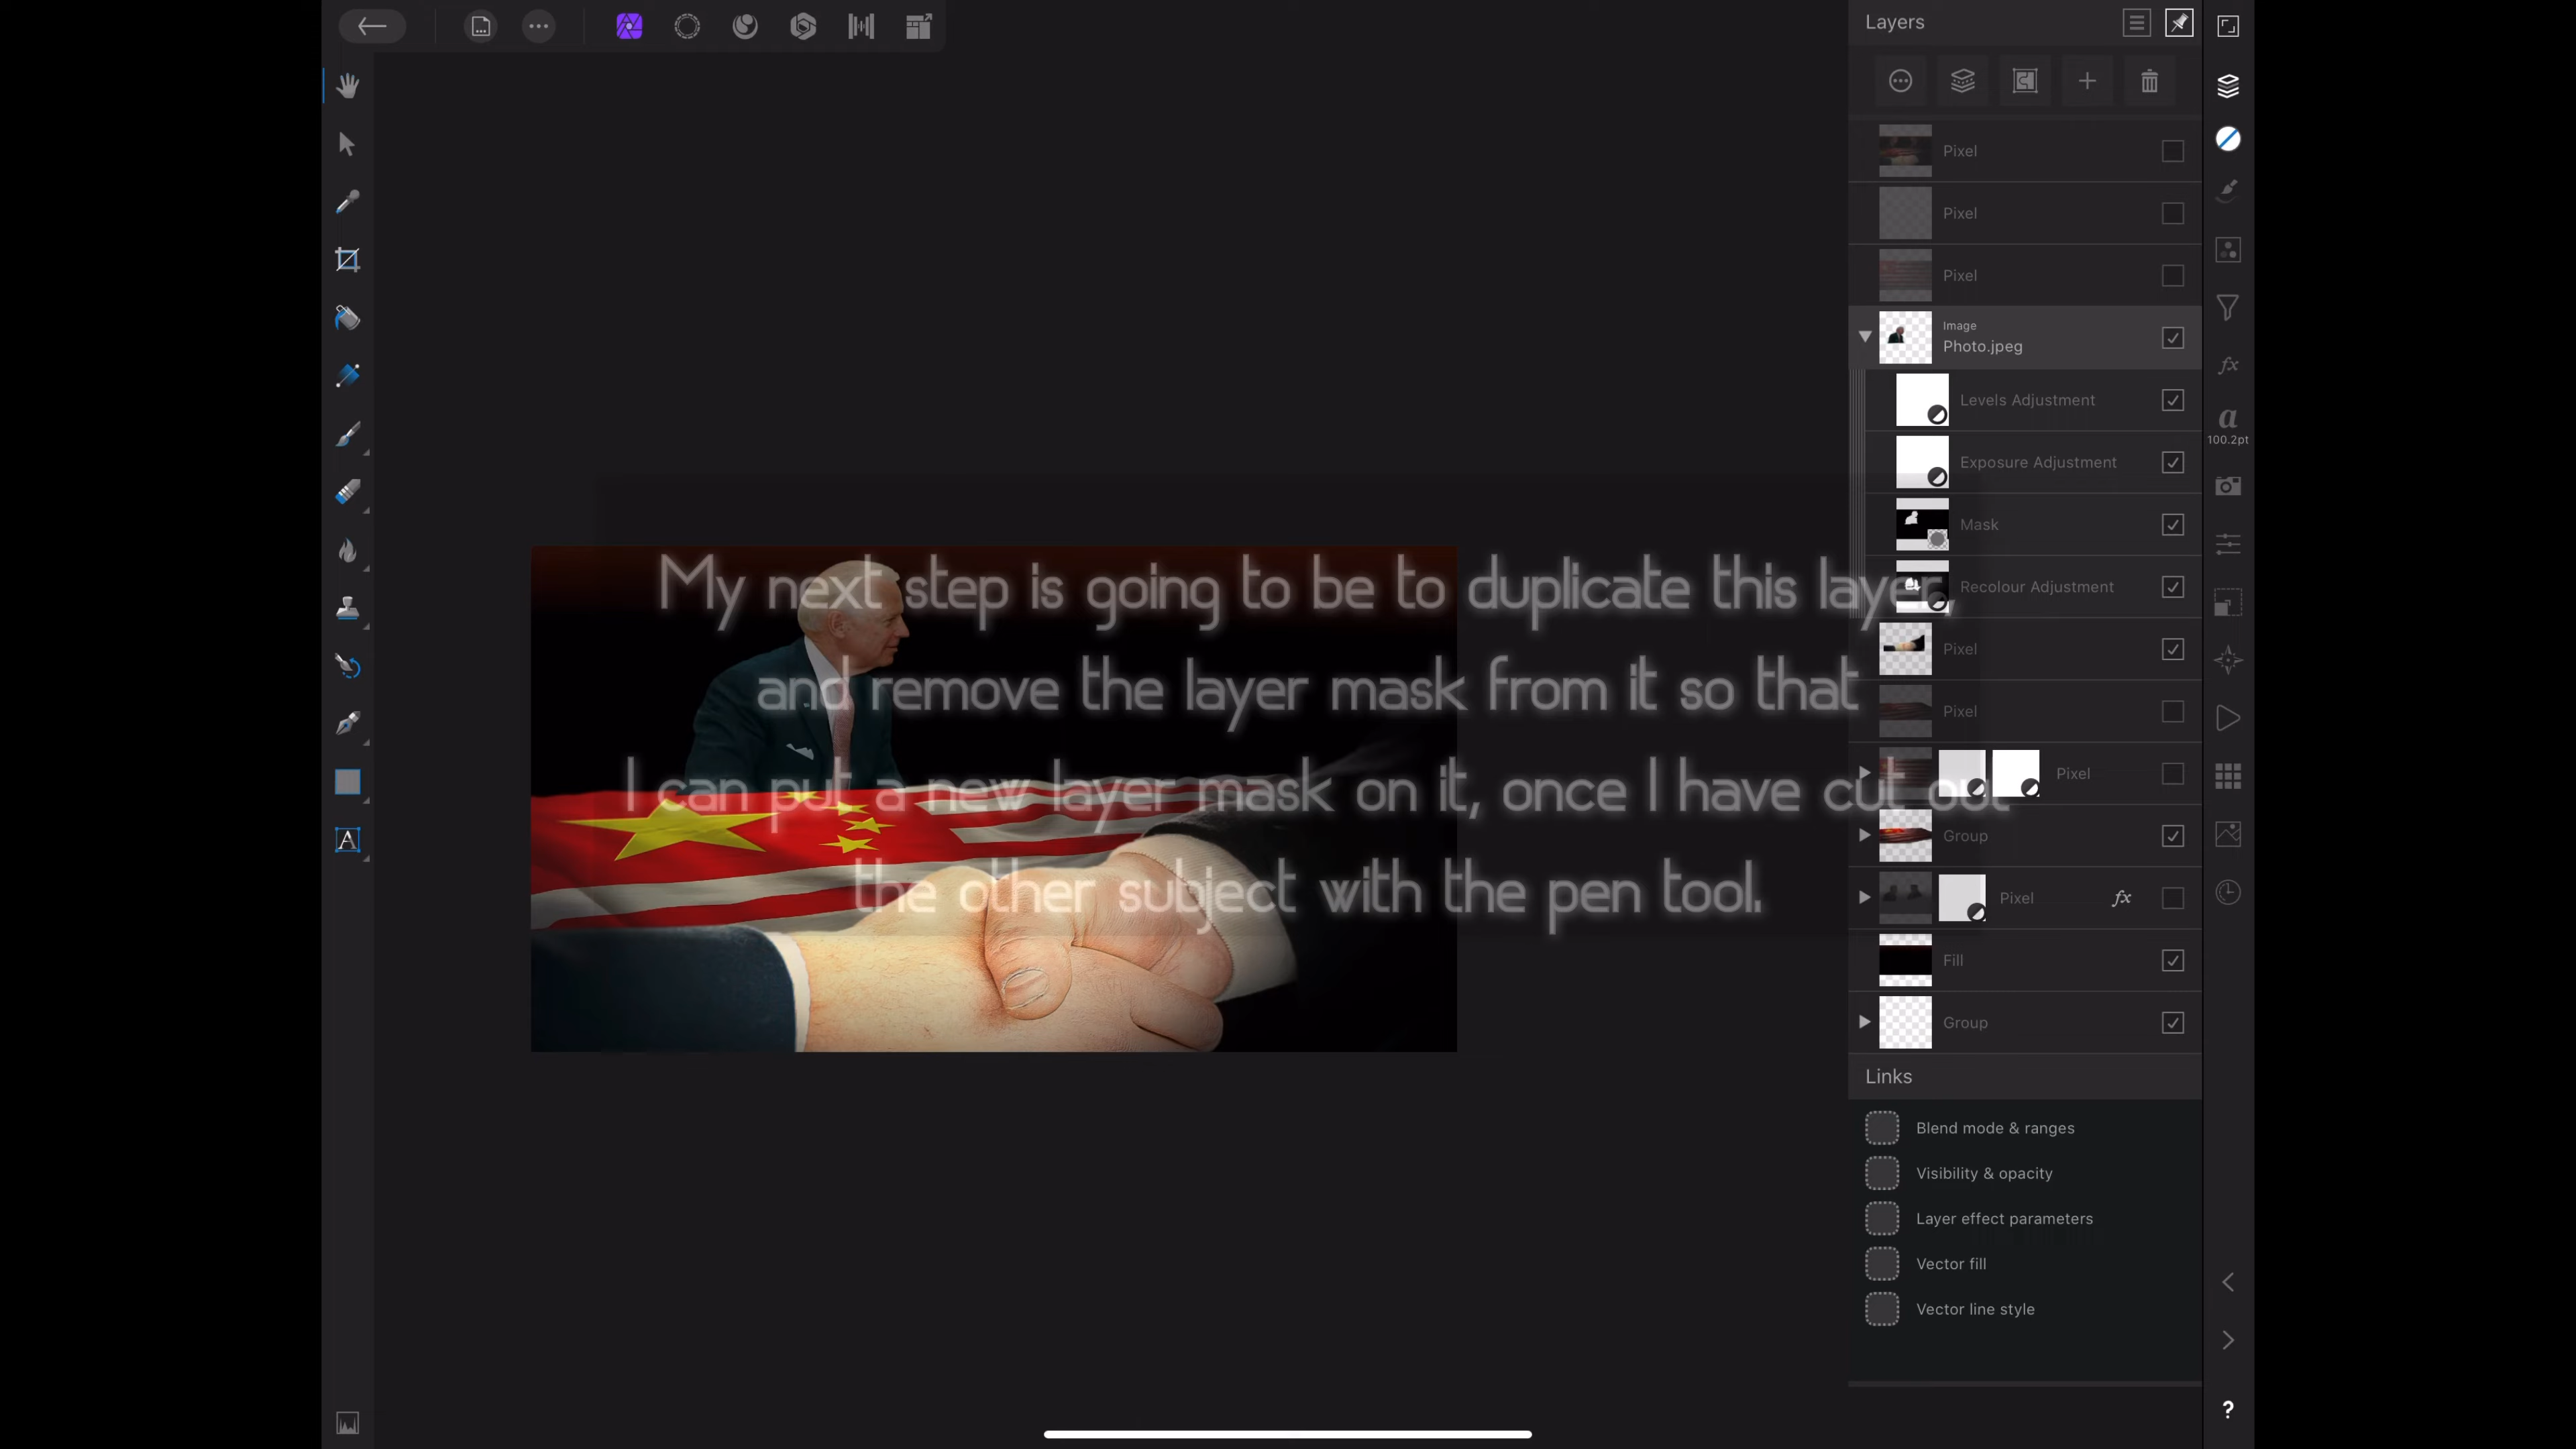 Layers
Pixel
Pixel
Pixel
Image
Photo.jpeg
Levels Adjustment
Exposure Adjustment
Mask
Recolour Adjustment
Pixel
Pixel
Pixel
Group
Pixel
fx
Fill
Group
Links
Blend mode & ranges
Visibility & opacity
Layer effect parameters
Vector fill
Vector line style
fx
a
100.2pt
?
A
My next step is going to be to duplicate this layer,
and remove the layer mask from it so that
I can put a new layer mask on it, once I have cut out
the other subject with the pen tool.